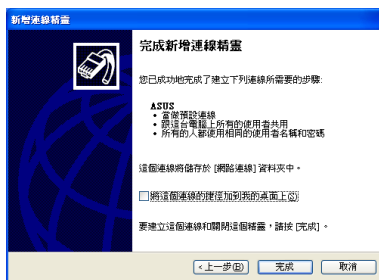 新增連線精靈
完成新增連線精靈
您已成功地完成了建立下列連線所需要的步驟:
ASUS
• 當做預設連線
• 跟這台電腦上所有的使用者共用
• 所有的人都使用相同的使用者名稱和密碼
這個連線將儲存於 [網路連線] 資料夾中。
將這個連線的捷徑加到我的桌面上(S)
要建立這個連線和關閉這個精靈，請按 [完成]。
<上一步(B)
完成
取消